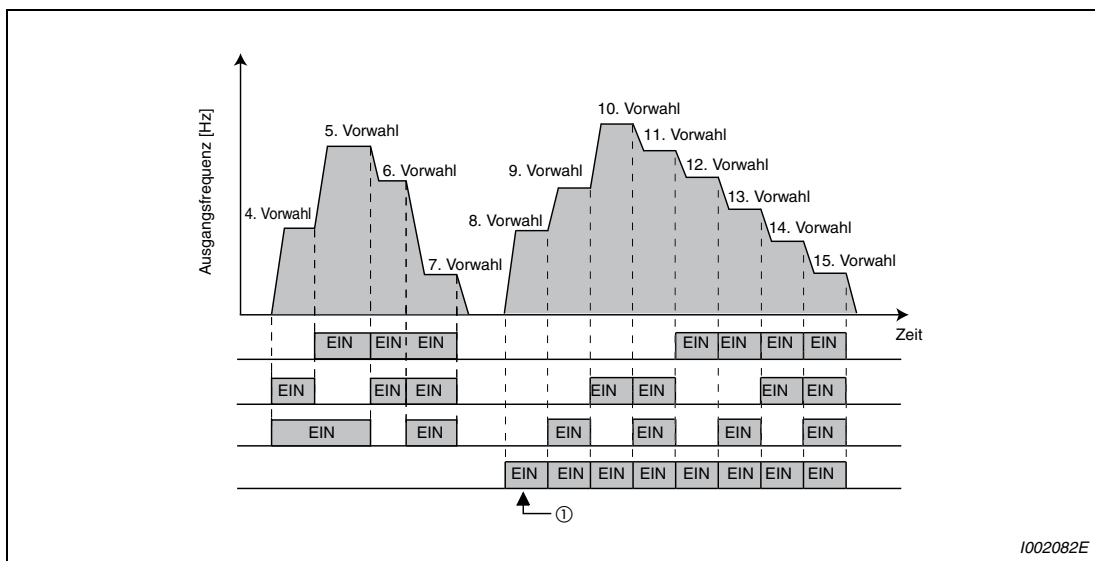 Ausgangsfrequenz [Hz]
10. Vorwahl
5. Vorwahl
11. Vorwahl
6. Vorwahl
9. Vorwahl
12. Vorwahl
13. Vorwahl
4. Vorwahl
8. Vorwahl
14. Vorwahl
7. Vorwahl
15. Vorwahl
Zeit
EIN EIN EIN EIN EIN EIN EIN
EIN EIN EIN EIN EIN EIN EIN
EIN EIN EIN EIN EIN EIN
EIN EIN EIN EIN EIN EIN EIN EIN
①
I002082E